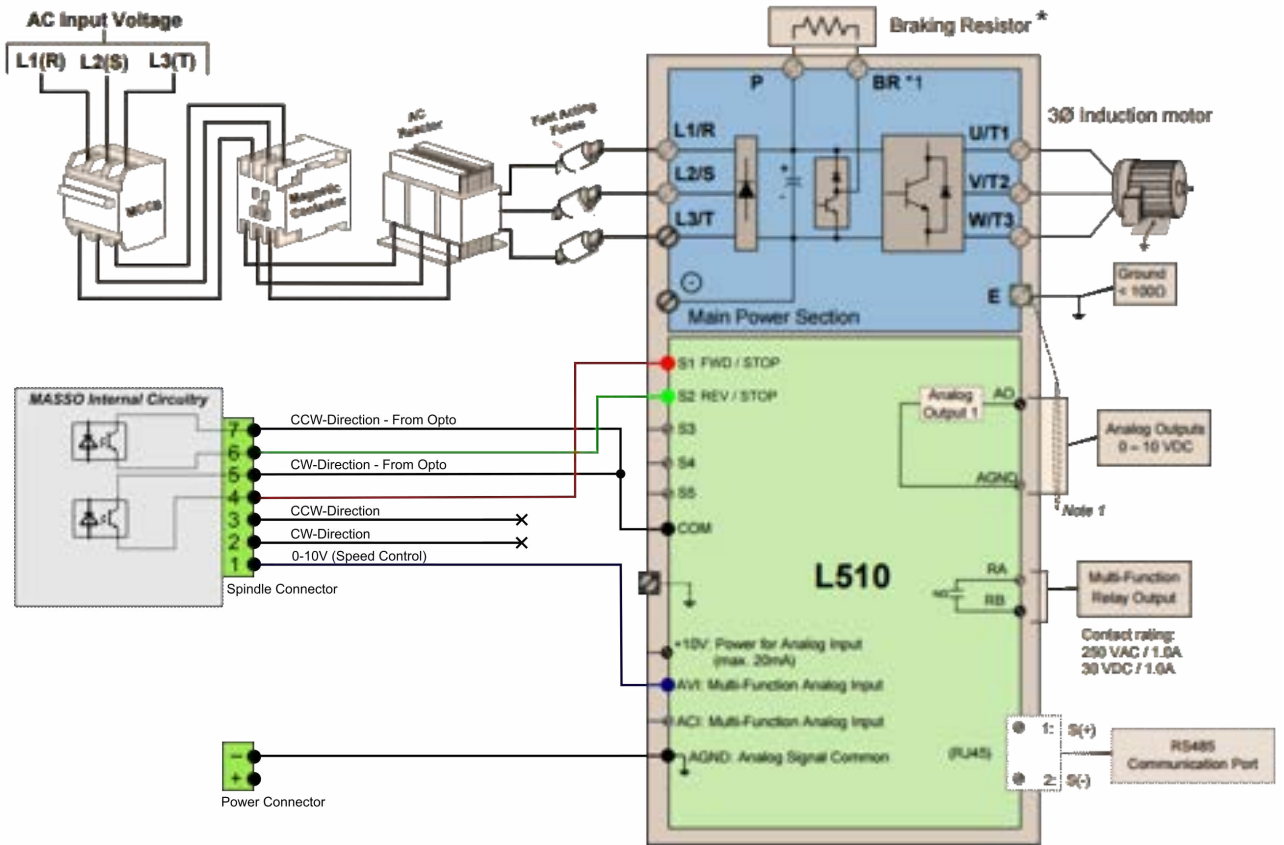 AC Input Voltage
L1(R) L2(S) L3(T)
MCCB
Magnetic
Contactor
AC
Reactor
Fast Acting
Fuses
Braking Resistor *
P
BR *1
L1/R
L2/S
L3/T
+
-
U/T1
V/T2
W/T3
E
Main Power Section
3Ø induction motor
Ground
< 100Ω
MASSO Internal Circuitry
7
6
5
4
3
2
1
CCW-Direction - From Opto
CW-Direction - From Opto
CCW-Direction
CW-Direction
0-10V (Speed Control)
Spindle Connector
S1 FWD / STOP
S2 REV / STOP
S3
S4
S5
COM
L510
+10V: Power for Analog Input
(max. 20mA)
AVI: Multi-Function Analog Input
ACI: Multi-Function Analog Input
AGND: Analog Signal Common
Analog
Output 1
AO
AGND
Analog Outputs
0 – 10 VDC
Note 1
RA
NO
RB
Multi-Function
Relay Output
Contact rating:
250 VAC / 1.0A
30 VDC / 1.0A
(RJ45)
1: S(+)
2: S(-)
RS485
Communication Port
–
+
Power Connector